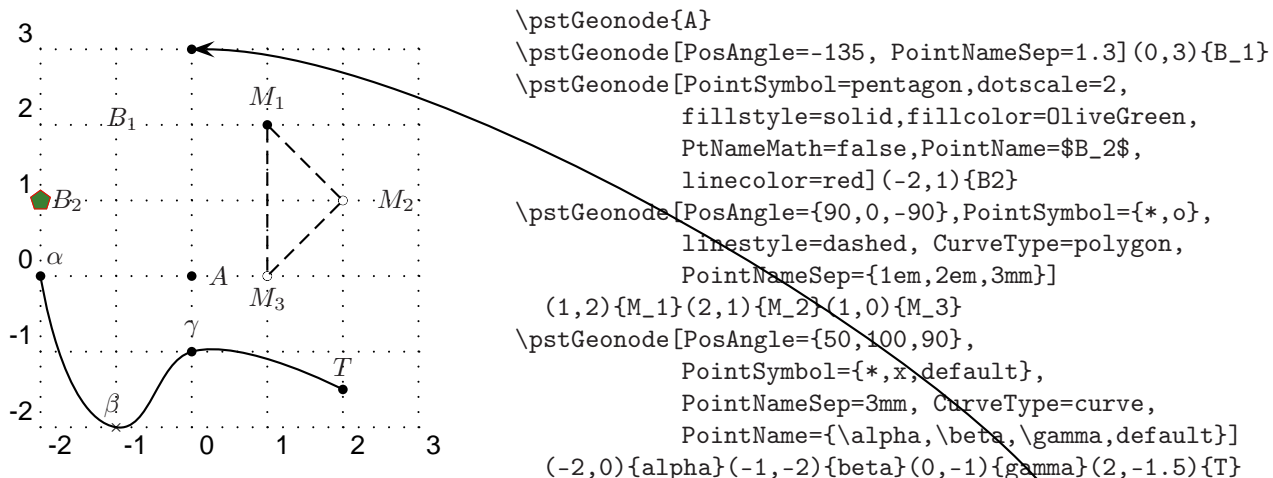 3
2
1
0
-1
-2
-2
-1
0
1
2
3
M_1
B_1
B_2
M_2
α
A
M_3
γ
T
β
\pstGeonode{A}
\pstGeonode[PosAngle=-135, PointNameSep=1.3](0,3){B_1}
\pstGeonode[PointSymbol=pentagon,dotscale=2,
fillstyle=solid,fillcolor=OliveGreen,
PtNameMath=false,PointName=$B_2$,
linecolor=red](-2,1){B2}
\pstGeonode[PosAngle={90,0,-90},PointSymbol={*,o},
linestyle=dashed, CurveType=polygon,
PointNameSep={1em,2em,3mm}]
(1,2){M_1}(2,1){M_2}(1,0){M_3}
\pstGeonode[PosAngle={50,100,90},
PointSymbol={*,x,default},
PointNameSep=3mm, CurveType=curve,
PointName={\alpha,\beta,\gamma,default}]
(-2,0){alpha}(-1,-2){beta}(0,-1){gamma}(2,-1.5){T}